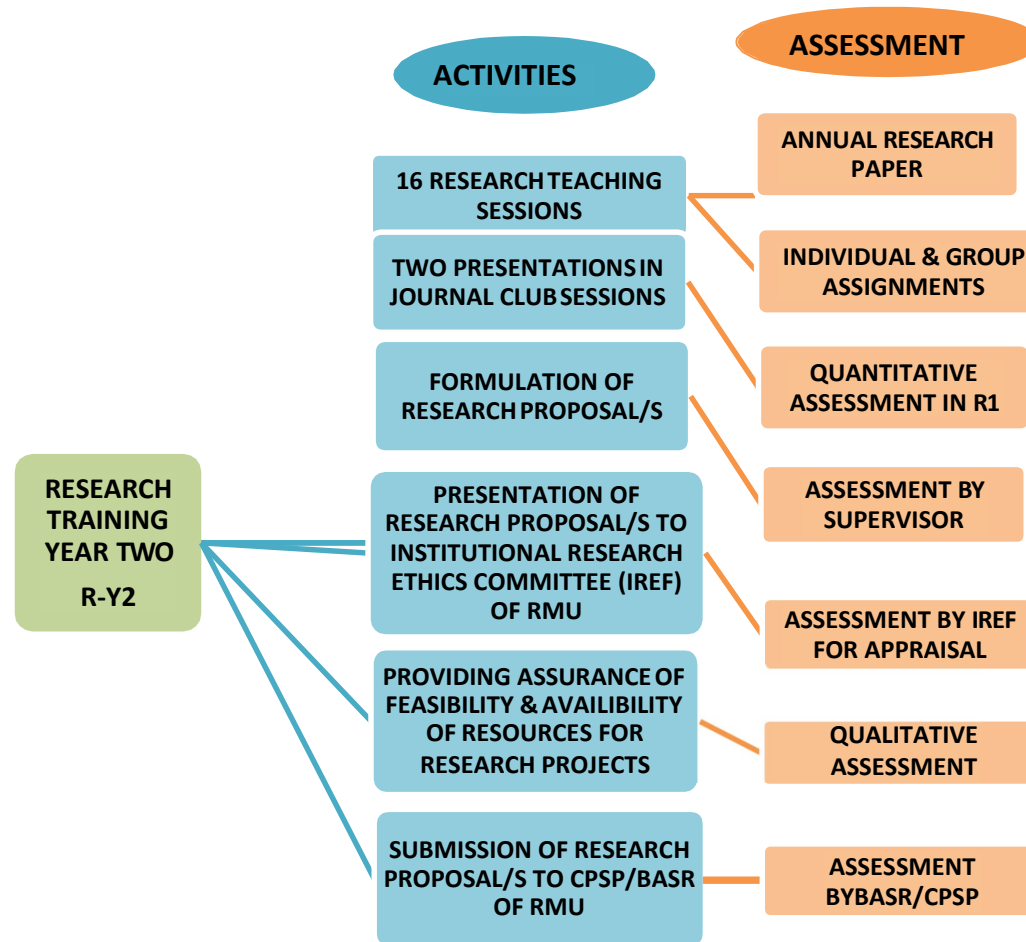 ACTIVITIES
ASSESSMENT
16 RESEARCH TEACHING
SESSIONS
TWO PRESENTATIONS IN
JOURNAL CLUB SESSIONS
FORMULATION OF
RESEARCH PROPOSAL/S
PRESENTATION OF
RESEARCH PROPOSAL/S TO
INSTITUTIONAL RESEARCH
ETHICS COMMITTEE (IREF)
OF RMU
PROVIDING ASSURANCE OF
FEASIBILITY & AVAILIBILITY
OF RESOURCES FOR
RESEARCH PROJECTS
SUBMISSION OF RESEARCH
PROPOSAL/S TO CPSP/BASR
OF RMU
RESEARCH
TRAINING
YEAR TWO
R-Y2
ANNUAL RESEARCH
PAPER
INDIVIDUAL & GROUP
ASSIGNMENTS
QUANTITATIVE
ASSESSMENT IN R1
ASSESSMENT BY
SUPERVISOR
ASSESSMENT BY IREF
FOR APPRAISAL
QUALITATIVE
ASSESSMENT
ASSESSMENT
BYBASR/CPSP